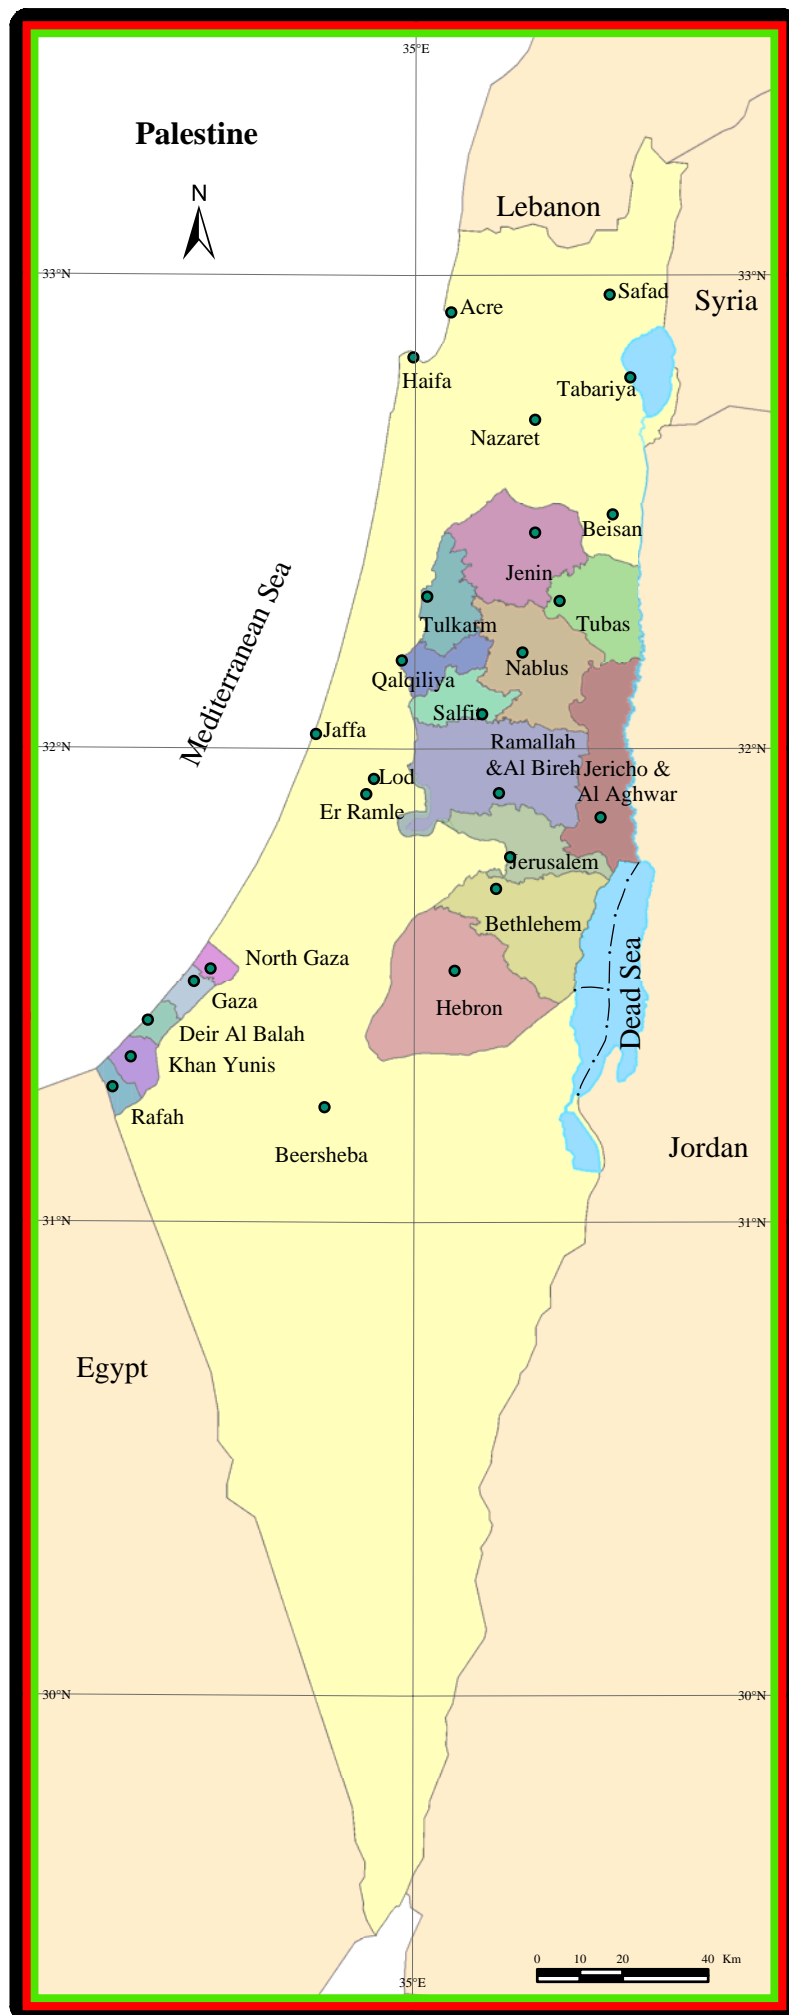 35°E
Palestine
N
Lebanon
33°N
33°N
Safad
Syria
Acre
Haifa
Tabariya
Nazaret
Beisan
Jenin
Tulkarm
Tubas
Mediterranean Sea
Nablus
Qalqiliya
Salfit
Jaffa
32°N
32°N
Ramallah
&Al Bireh
Jericho &
Al Aghwar
Lod
Er Ramle
Jerusalem
Bethlehem
North Gaza
Dead Sea
Gaza
Hebron
Deir Al Balah
Khan Yunis
Rafah
Beersheba
Jordan
31°N
31°N
Egypt
30°N
30°N
0 10 20 40 Km
35°E